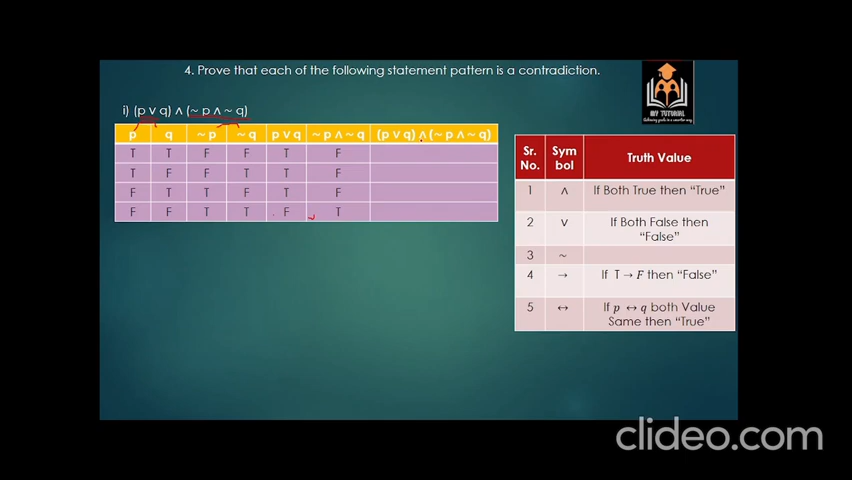 4. Prove that each of the following statement pattern is a contradiction.
MY TUTORIAL
i) (p ∨ q) ∧ (~ p ∧ ~ q)
p q ~ p ~ q p ∨ q ~ p ∧ ~ q (p ∨ q) ∧ (~ p ∧ ~ q)
T T F F T F
T F F T T F
F T T F T F
F F T T F T
Sr. No. Sym bol Truth Value
1 ∧ If Both True then “True”
2 ∨ If Both False then “False”
3 ~
4 → If T → F then “False”
5 ↔ If p ↔ q both Value Same then “True”
clideo.com